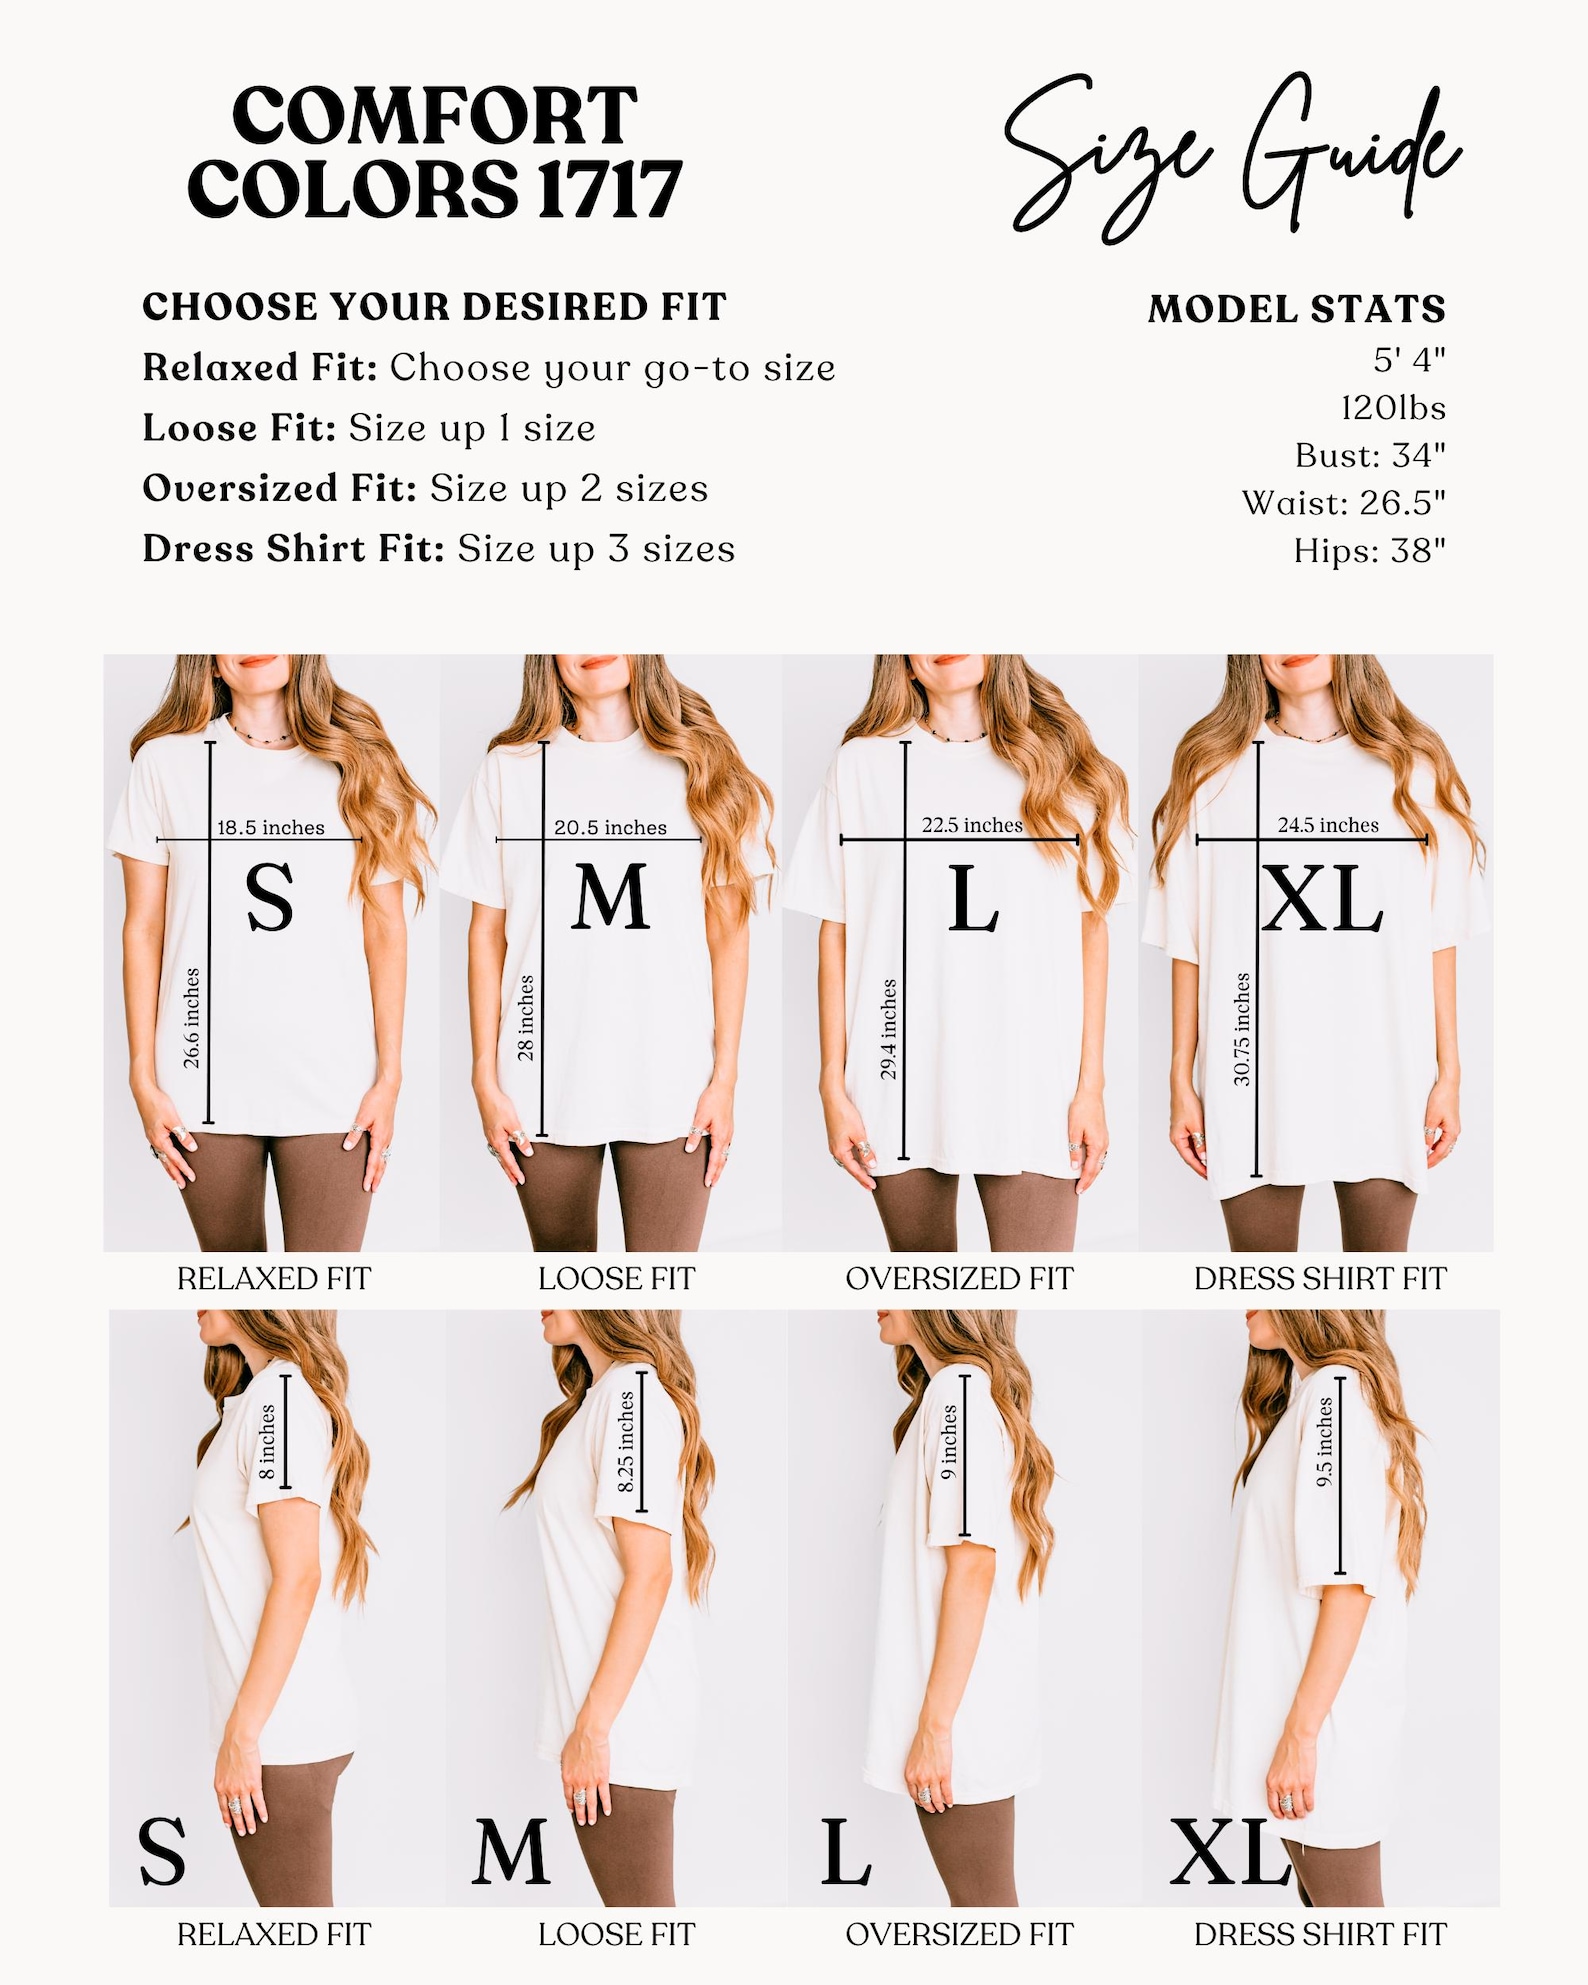 COMFORT
COLORS 1717
Size Guide
CHOOSE YOUR DESIRED FIT
Relaxed Fit: Choose your go-to size
Loose Fit: Size up 1 size
Oversized Fit: Size up 2 sizes
Dress Shirt Fit: Size up 3 sizes
MODEL STATS
5' 4"
120lbs
Bust: 34"
Waist: 26.5"
Hips: 38"
18.5 inches
S
26.6 inches
20.5 inches
M
28 inches
22.5 inches
L
29.4 inches
24.5 inches
XL
30.75 inches
RELAXED FIT
LOOSE FIT
OVERSIZED FIT
DRESS SHIRT FIT
8 inches
S
8.25 inches
M
9 inches
L
9.5 inches
XL
RELAXED FIT
LOOSE FIT
OVERSIZED FIT
DRESS SHIRT FIT